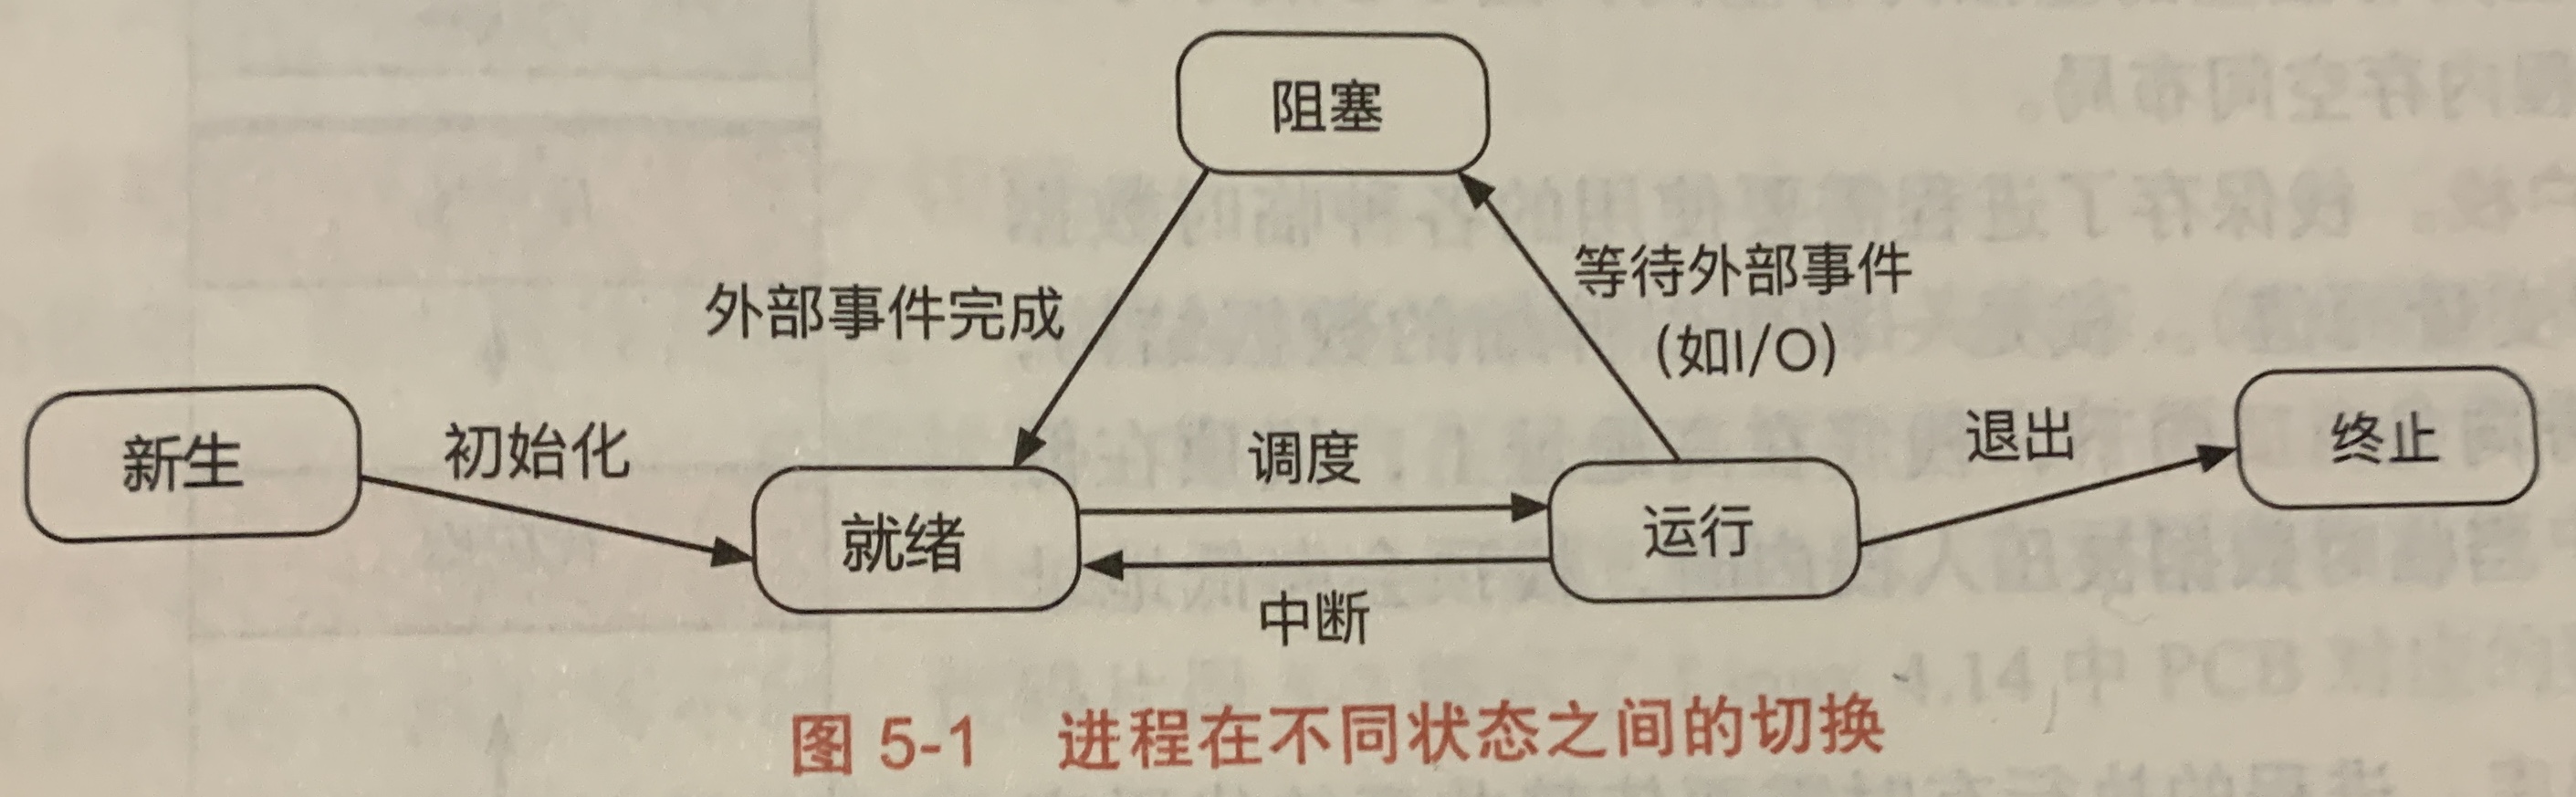 阻塞
外部事件完成
等待外部事件
(如I/O)
新生
初始化
就绪
调度
中断
运行
退出
终止
图 5-1 进程在不同状态之间的切换